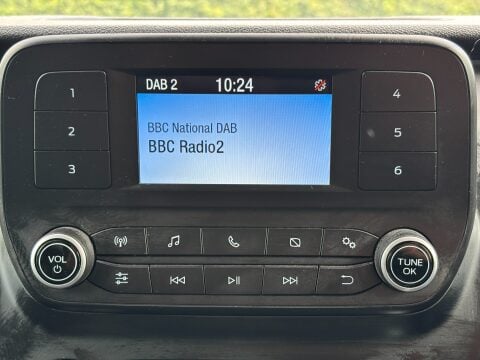 DAB 2 10:24
1
4
BBC National DAB
BBC Radio2
2
5
3
6
VOL
TUNE
OK